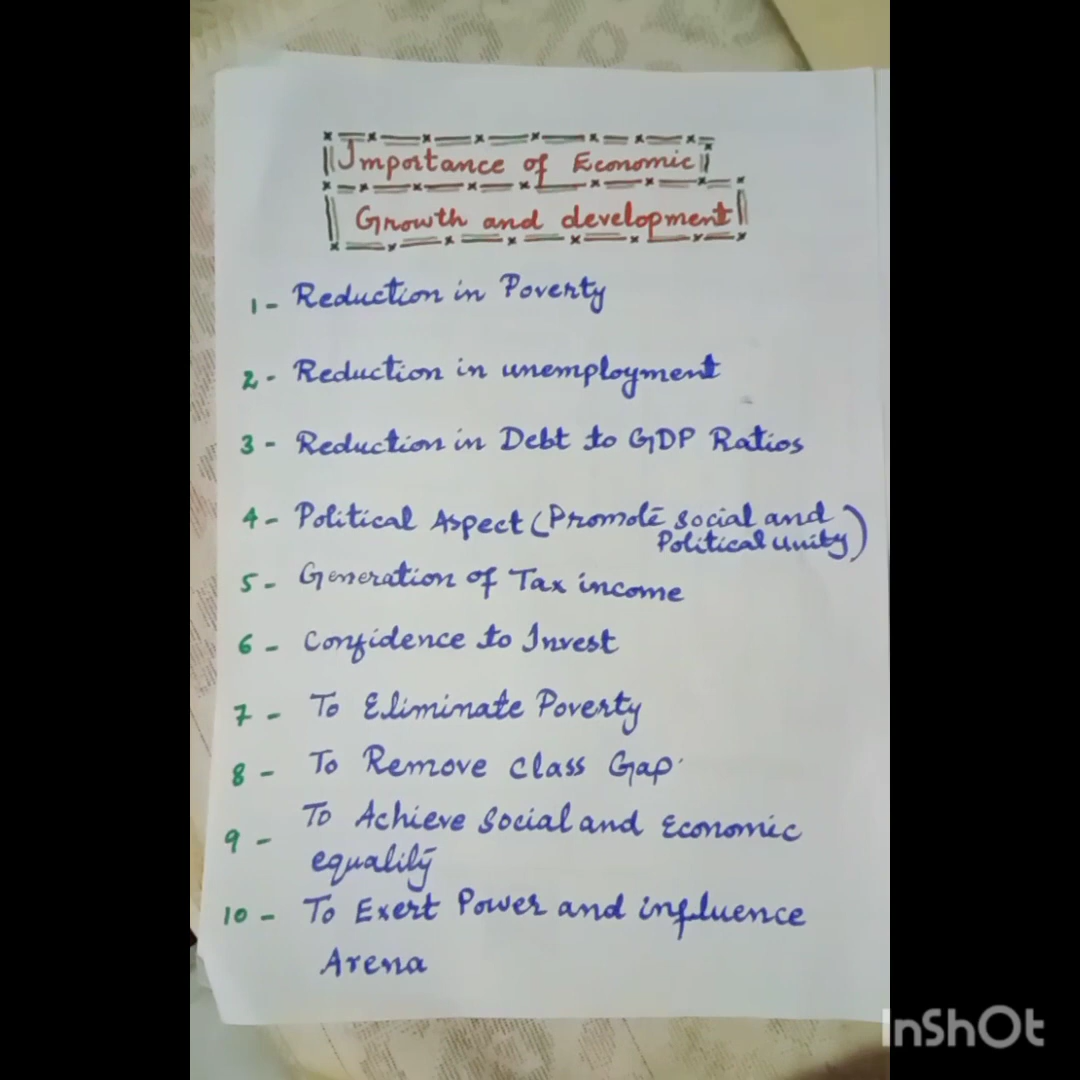 Importance of Economic
Growth and development
1- Reduction in Poverty
2- Reduction in unemployment
3- Reduction in Debt to GDP Ratios
4- Political Aspect (Promote social and
Political unity)
5- Generation of Tax income
6- Confidence to Invest
7- To Eliminate Poverty
8- To Remove class Gap
9- To Achieve social and Economic
equality
10- To Exert Power and influence
Arena
InShOt